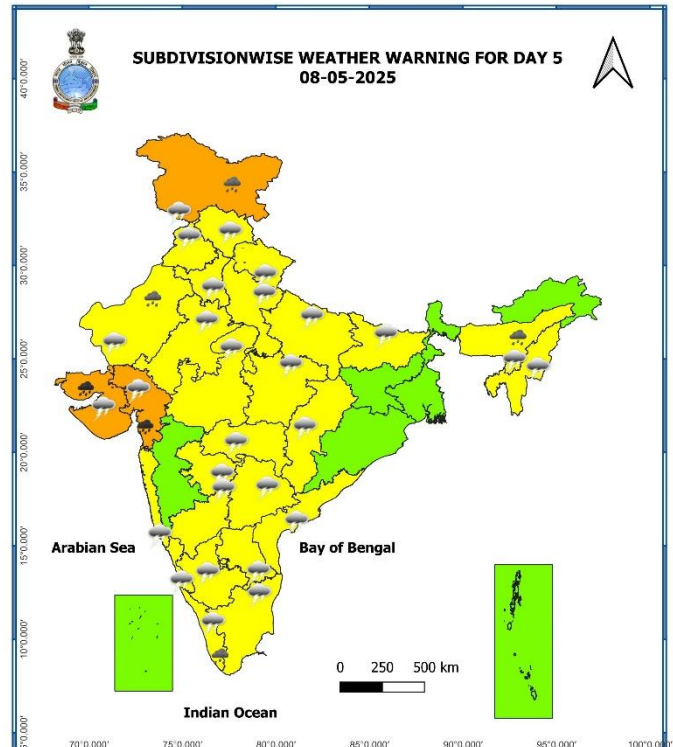 SUBDIVISIONWISE WEATHER WARNING FOR DAY 5
08-05-2025
40°0.000'
35°0.000'
30°0.000'
25°0.000'
20°0.000'
15°0.000'
10°0.000'
5°0.000'
Arabian Sea
Bay of Bengal
0 250 500 km
Indian Ocean
70°0.000' 75°0.000' 80°0.000' 85°0.000' 90°0.000' 95°0.000' 100°0.000'